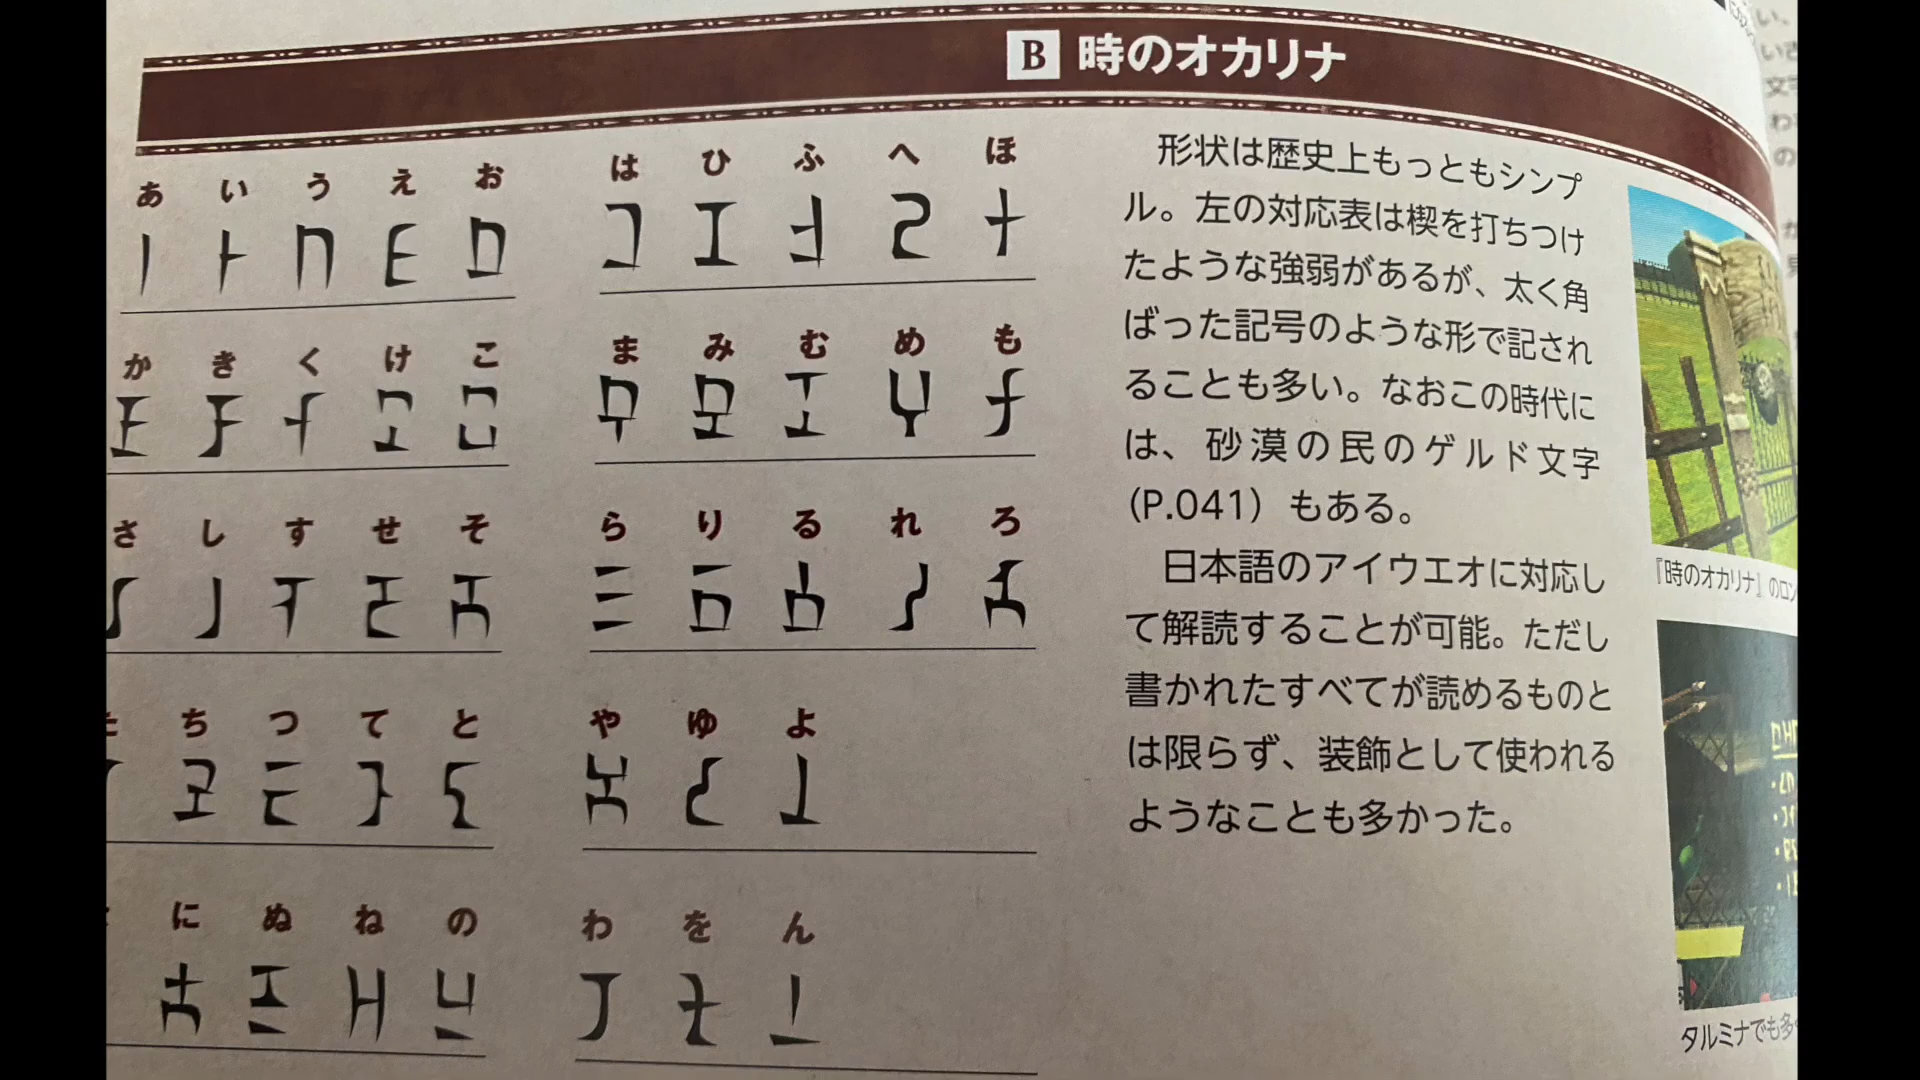 B 時のオカリナ
あ い う え お
は ひ ふ へ ほ
か き く け こ
ま み む め も
さ し す せ そ
ら り る れ ろ
ち つ て と
や ゆ よ
に ぬ ね の
わ を ん
形状は歴史上もっともシンプ
ル。左の対応表は楔を打ちつけ
たような強弱があるが、太く角
ばった記号のような形で記され
ることも多い。なおこの時代に
は、砂漠の民のゲルド文字
（P.041）もある。
日本語のアイウエオに対応し
て解読することが可能。ただし
書かれたすべてが読めるものと
は限らず、装飾として使われる
ようなことも多かった。
『時のオカリナ』のロン
タルミナでも多